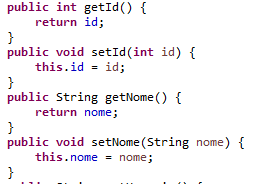 public int getId() {
    return id;
}
public void setId(int id) {
    this.id = id;
}
public String getNome() {
    return nome;
}
public void setNome(String nome) {
    this.nome = nome;
}